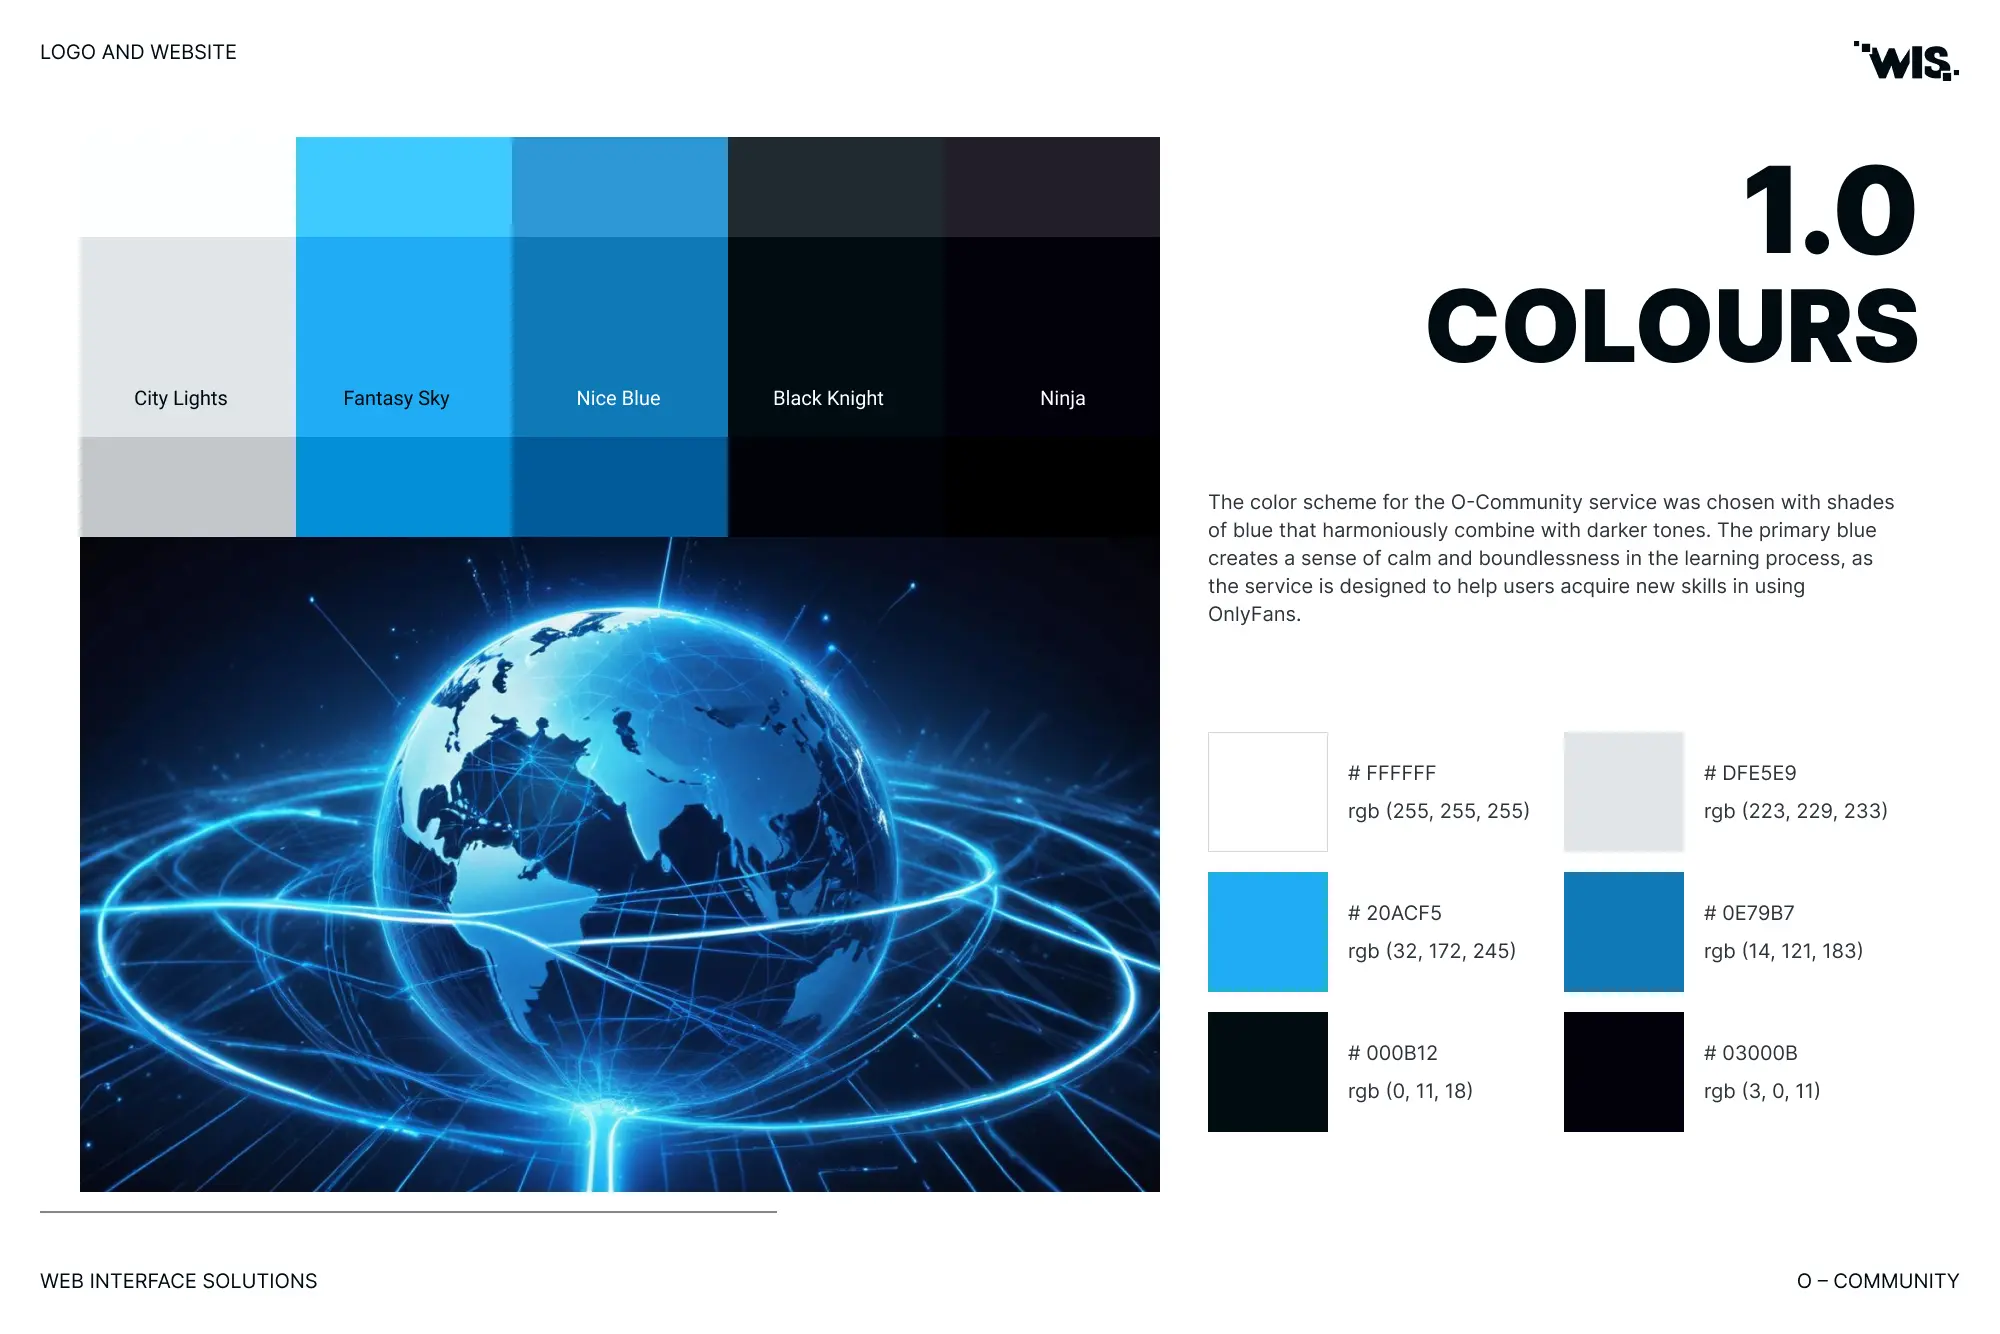 LOGO AND WEBSITE
WIS.
1.0
COLOURS
City Lights
Fantasy Sky
Nice Blue
Black Knight
Ninja
The color scheme for the O-Community service was chosen with shades
of blue that harmoniously combine with darker tones. The primary blue
creates a sense of calm and boundlessness in the learning process, as
the service is designed to help users acquire new skills in using
OnlyFans.
# FFFFFF
rgb (255, 255, 255)
# DFE5E9
rgb (223, 229, 233)
# 20ACF5
rgb (32, 172, 245)
# 0E79B7
rgb (14, 121, 183)
# 000B12
rgb (0, 11, 18)
# 03000B
rgb (3, 0, 11)
WEB INTERFACE SOLUTIONS
O – COMMUNITY